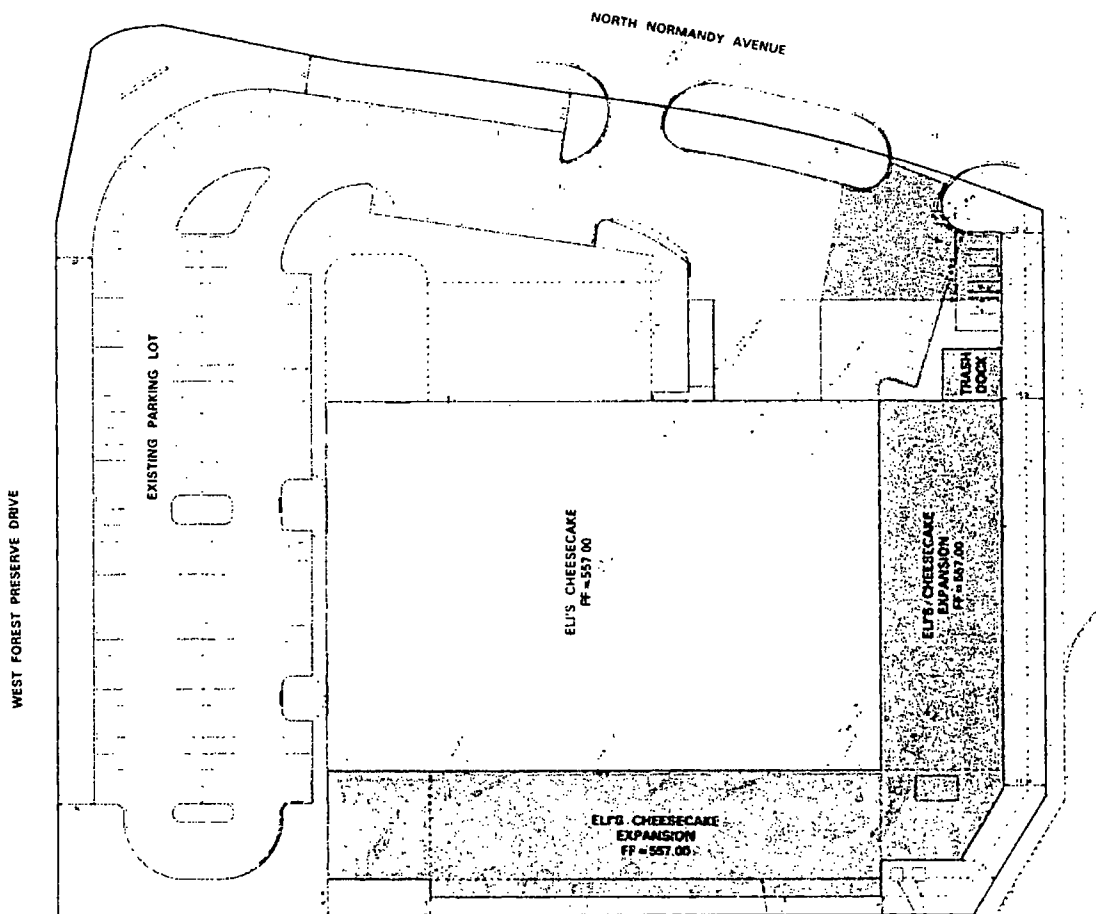 NORTH NORMANDY AVENUE
WEST FOREST PRESERVE DRIVE
EXISTING PARKING LOT
TRASH
DOCK
ELI'S CHEESECAKE
FF = 557 00
ELI'S CHEESECAKE
EXPANSION
FF = 557.00
ELI'S CHEESECAKE
EXPANSION
FF = 557.00